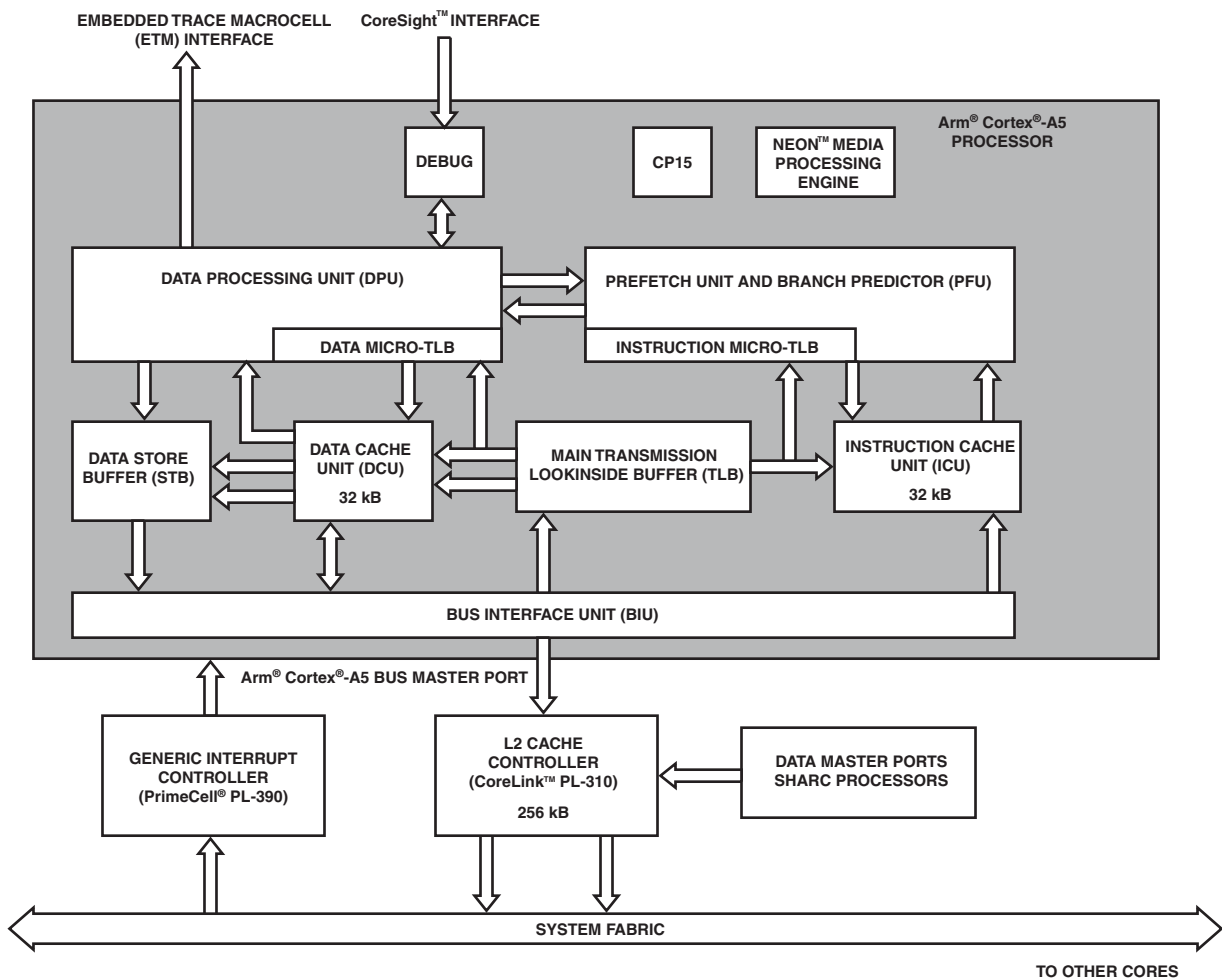 EMBEDDED TRACE MACROCELL
(ETM) INTERFACE
CoreSight™ INTERFACE
Arm® Cortex®-A5
PROCESSOR
DEBUG
CP15
NEON™ MEDIA
PROCESSING
ENGINE
DATA PROCESSING UNIT (DPU)
PREFETCH UNIT AND BRANCH PREDICTOR (PFU)
DATA MICRO-TLB
INSTRUCTION MICRO-TLB
DATA STORE
BUFFER (STB)
DATA CACHE
UNIT (DCU)
32 kB
MAIN TRANSMISSION
LOOKINSIDE BUFFER (TLB)
INSTRUCTION CACHE
UNIT (ICU)
32 kB
BUS INTERFACE UNIT (BIU)
Arm® Cortex®-A5 BUS MASTER PORT
GENERIC INTERRUPT
CONTROLLER
(PrimeCell® PL-390)
L2 CACHE
CONTROLLER
(CoreLink™ PL-310)
256 kB
DATA MASTER PORTS
SHARC PROCESSORS
SYSTEM FABRIC
TO OTHER CORES